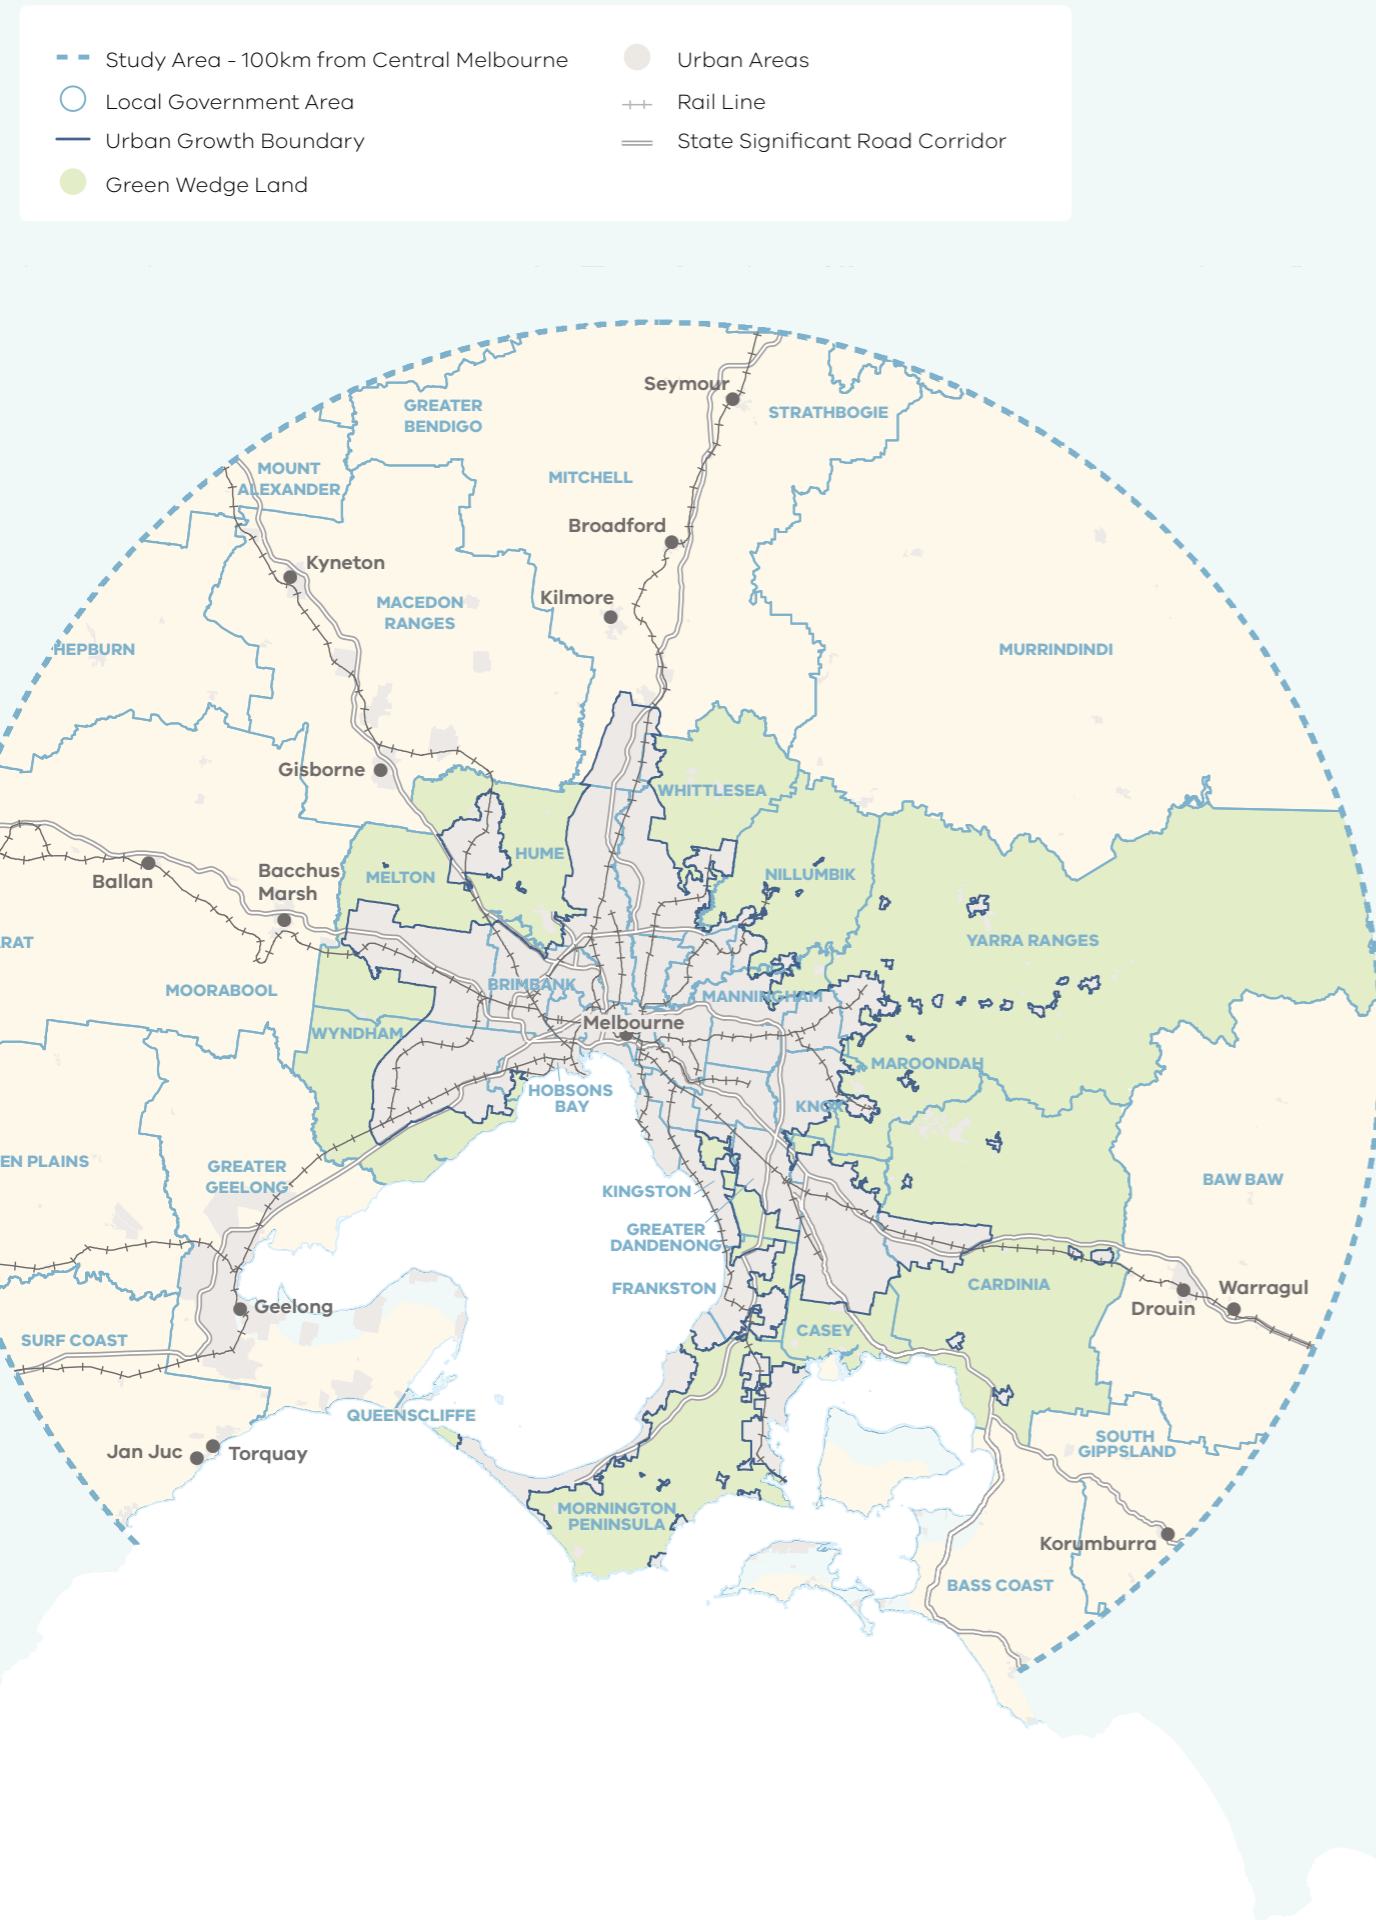 Study Area - 100km from Central Melbourne
Local Government Area
Urban Growth Boundary
Green Wedge Land
Urban Areas
Rail Line
State Significant Road Corridor
Seymour
GREATER
BENDIGO
STRATHBOGIE
MOUNT
ALEXANDER
MITCHELL
Broadford
Kyneton
Kilmore
MACEDON
RANGES
HEPBURN
MURRINDINDI
Gisborne
WHITTLESEA
HUME
Bacchus
Marsh
Ballan
MELTON
NILLUMBIK
RAT
YARRA RANGES
MOORABOOL
BRIMBANK
MANNINGHAM
WYNDHAM
Melbourne
MAROONDAH
HOBSONS
BAY
KNOX
EN PLAINS
GREATER
GEELONG
BAW BAW
KINGSTON
GREATER
DANDENONG
FRANKSTON
CARDINIA
Warragul
Drouin
Geelong
CASEY
SURF COAST
QUEENSCLIFFE
Jan Juc
Torquay
SOUTH
GIPPSLAND
MORNINGTON
PENINSULA
Korumburra
BASS COAST